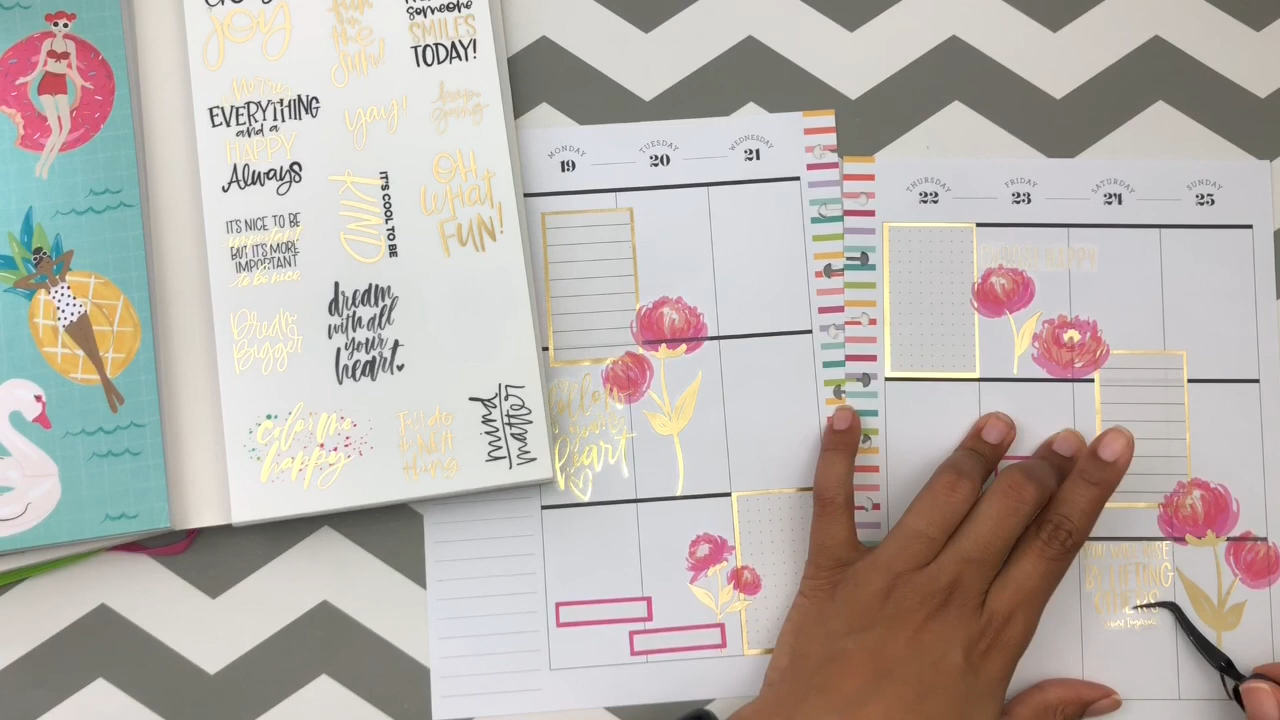 joy
fun
in
the
sun!
someone
SMILES
TODAY!
Merry
EVERYTHING
and a
HAPPY
Always
yay!
keep
going
IT'S NICE TO BE
important
BUT IT'S MORE
IMPORTANT
to be nice
KIND
IT'S COOL TO BE
OH
WHAT
FUN!
Dream
Bigger
dream
with all
your
heart.
color me
happy
mind
matter
MONDAY
19
TUESDAY
20
WEDNESDAY
21
follow
your
heart
THURSDAY
22
FRIDAY
23
SATURDAY
24
SUNDAY
25
HAPPY
YOU WILL RISE
BY LIFTING
OTHERS